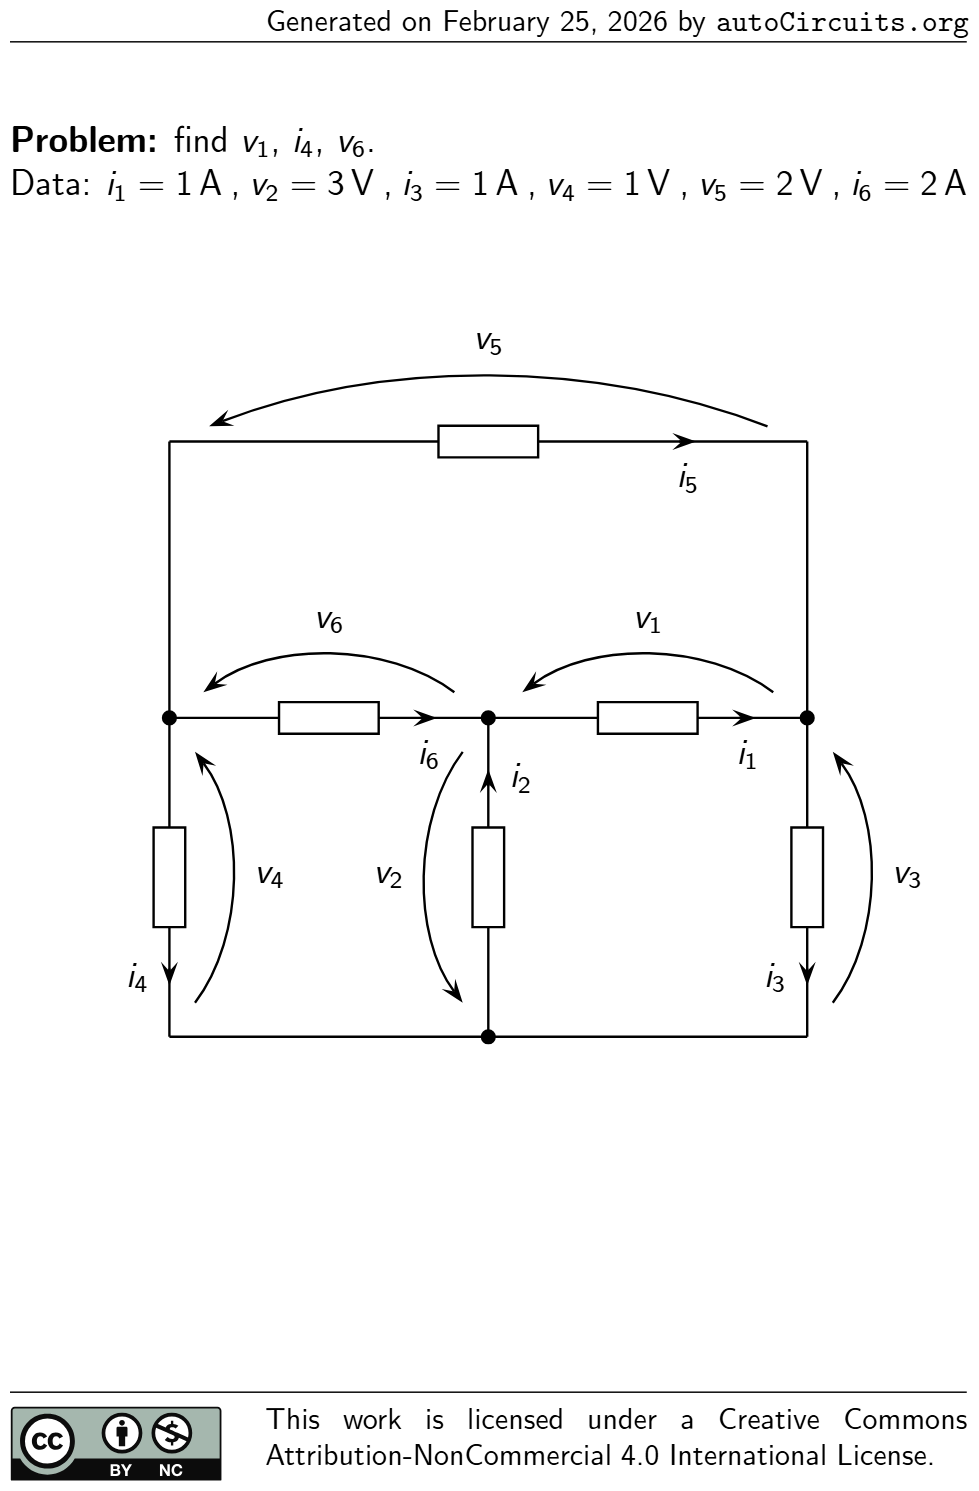 Generated on February 25, 2026 by autoCircuits.org
Problem: find v₁, i₄, v₆.
Data: i₁ = 1 A , v₂ = 3 V , i₃ = 1 A , v₄ = 1 V , v₅ = 2 V , i₆ = 2 A
v₅
i₅
v₆
v₁
i₆
i₂
i₁
v₄
v₂
v₃
i₄
i₃
cc
BY NC
This work is licensed under a Creative Commons
Attribution-NonCommercial 4.0 International License.